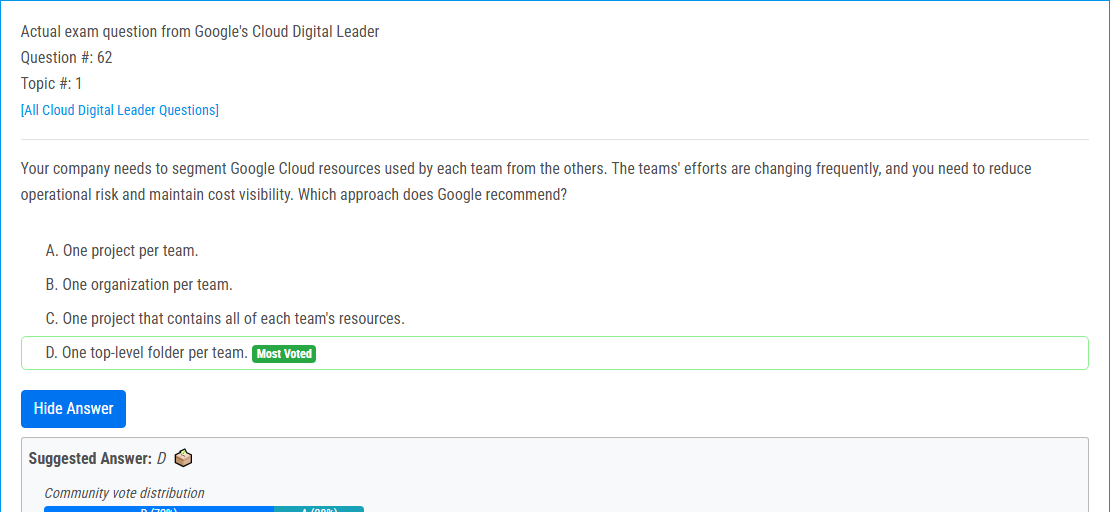 Actual exam question from Google's Cloud Digital Leader
Question #: 62
Topic #: 1
[All Cloud Digital Leader Questions]
Your company needs to segment Google Cloud resources used by each team from the others. The teams' efforts are changing frequently, and you need to reduce
operational risk and maintain cost visibility. Which approach does Google recommend?
A. One project per team.
B. One organization per team.
C. One project that contains all of each team's resources.
D. One top-level folder per team. Most Voted
Hide Answer
Suggested Answer: D
Community vote distribution